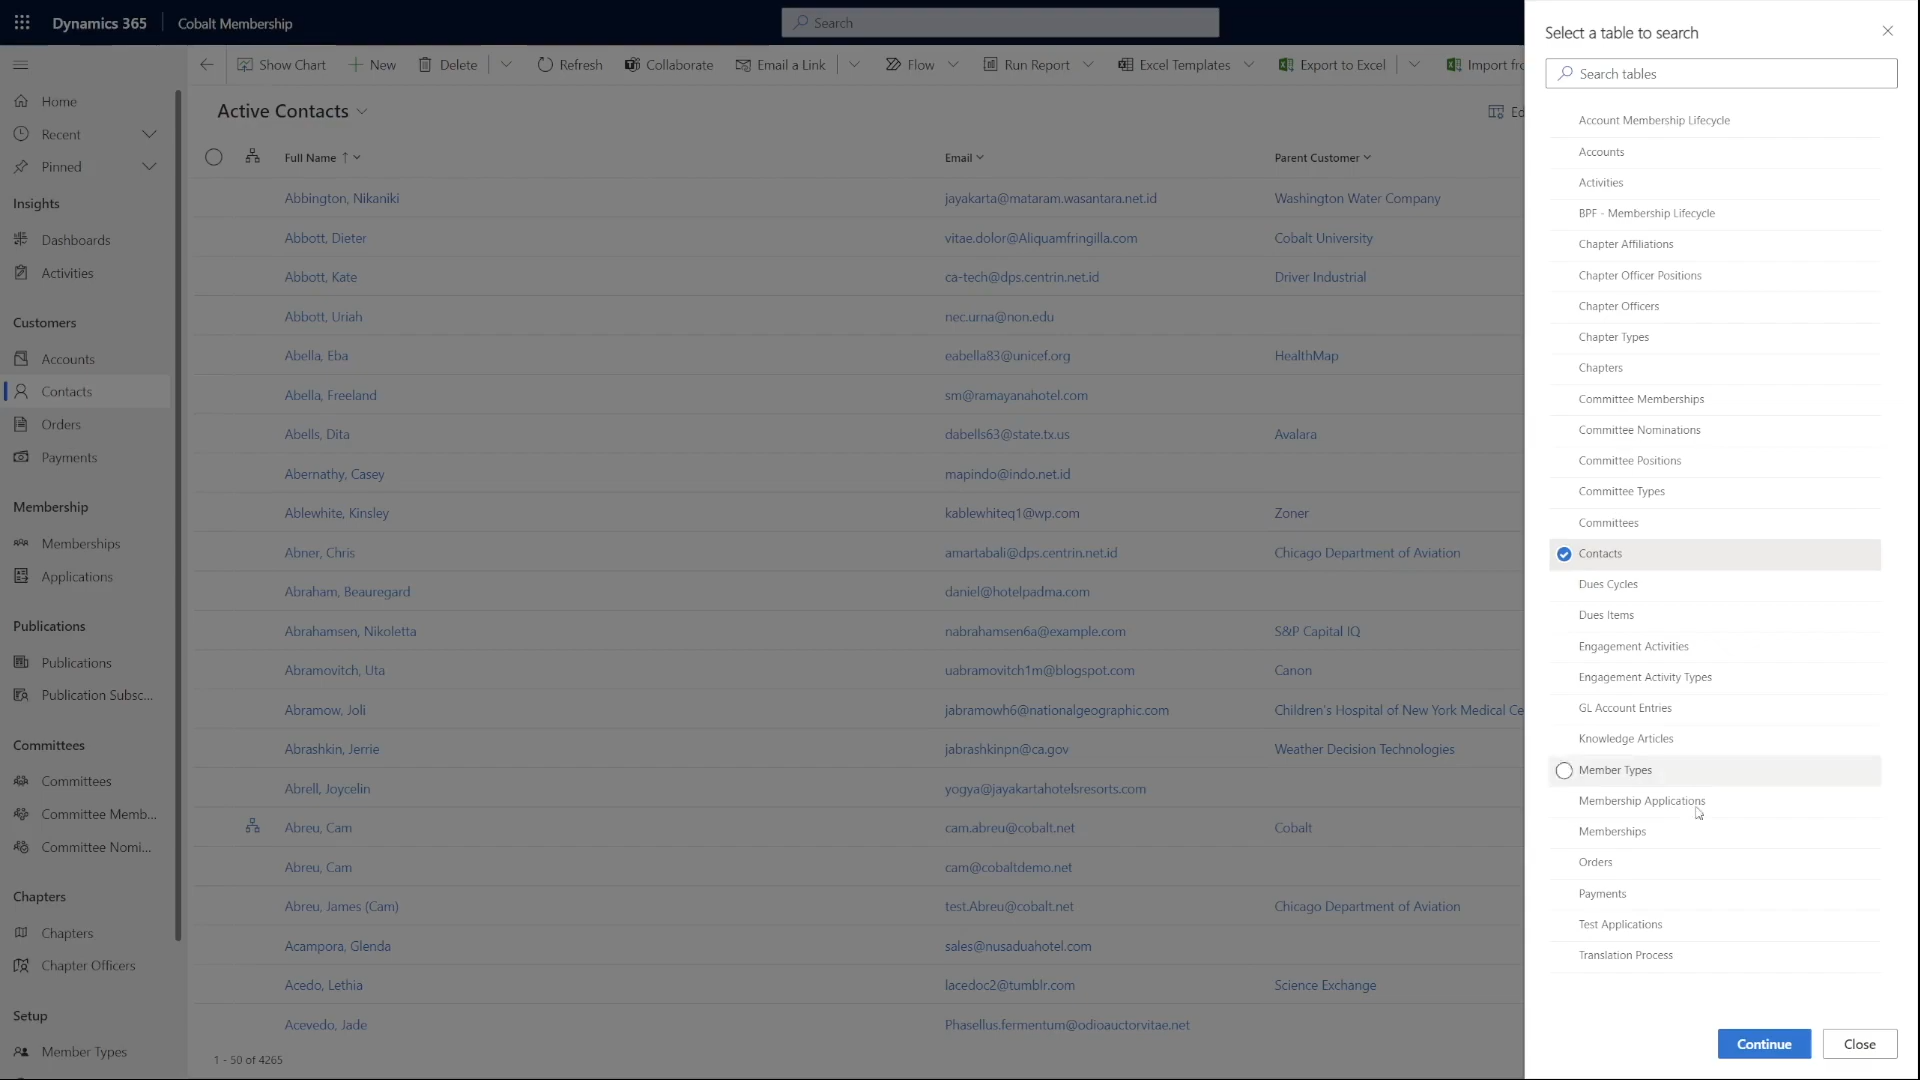 Dynamics 365
Cobalt Membership
Search
Show Chart
New
Delete
Refresh
Collaborate
Email a Link
Flow
Run Report
Excel Templates
Export to Excel
Import fr
Home
Recent
Pinned
Insights
Dashboards
Activities
Customers
Accounts
Contacts
Orders
Payments
Membership
Memberships
Applications
Publications
Publications
Publication Subsc...
Committees
Committees
Committee Memb...
Committee Nomi...
Chapters
Chapters
Chapter Officers
Setup
Member Types
Active Contacts
Ed
Full Name ↑ Email Parent Customer
Abbington, Nikaniki jayakarta@mataram.wasantara.net.id Washington Water Company
Abbott, Dieter vitae.dolor@Aliquamfringilla.com Cobalt University
Abbott, Kate ca-tech@dps.centrin.net.id Driver Industrial
Abbott, Uriah nec.urna@non.edu
Abella, Eba eabella83@unicef.org HealthMap
Abella, Freeland sm@ramayanahotel.com
Abells, Dita dabells63@state.tx.us Avalara
Abernathy, Casey mapindo@indo.net.id
Ablewhite, Kinsley kablewhiteq1@wp.com Zoner
Abner, Chris amartabali@dps.centrin.net.id Chicago Department of Aviation
Abraham, Beauregard daniel@hotelpadma.com
Abrahamsen, Nikoletta nabrahamsen6a@example.com S&P Capital IQ
Abramovitch, Uta uabramovitch1m@blogspot.com Canon
Abramow, Joli jabramowh6@nationalgeographic.com Children's Hospital of New York Medical Ce
Abrashkin, Jerrie jabrashkinpn@ca.gov Weather Decision Technologies
Abrell, Joycelin yogya@jayakartahotelsresorts.com
Abreu, Cam cam.abreu@cobalt.net Cobalt
Abreu, Cam cam@cobaltdemo.net
Abreu, James (Cam) test.Abreu@cobalt.net Chicago Department of Aviation
Acampora, Glenda sales@nusaduahotel.com
Acedo, Lethia lacedoc2@tumblr.com Science Exchange
Acevedo, Jade Phasellus.fermentum@odioauctorvitae.net
1 - 50 of 4265
Select a table to search
Search tables
Account Membership Lifecycle
Accounts
Activities
BPF - Membership Lifecycle
Chapter Affiliations
Chapter Officer Positions
Chapter Officers
Chapter Types
Chapters
Committee Memberships
Committee Nominations
Committee Positions
Committee Types
Committees
Contacts
Dues Cycles
Dues Items
Engagement Activities
Engagement Activity Types
GL Account Entries
Knowledge Articles
Member Types
Membership Applications
Memberships
Orders
Payments
Test Applications
Translation Process
Continue
Close